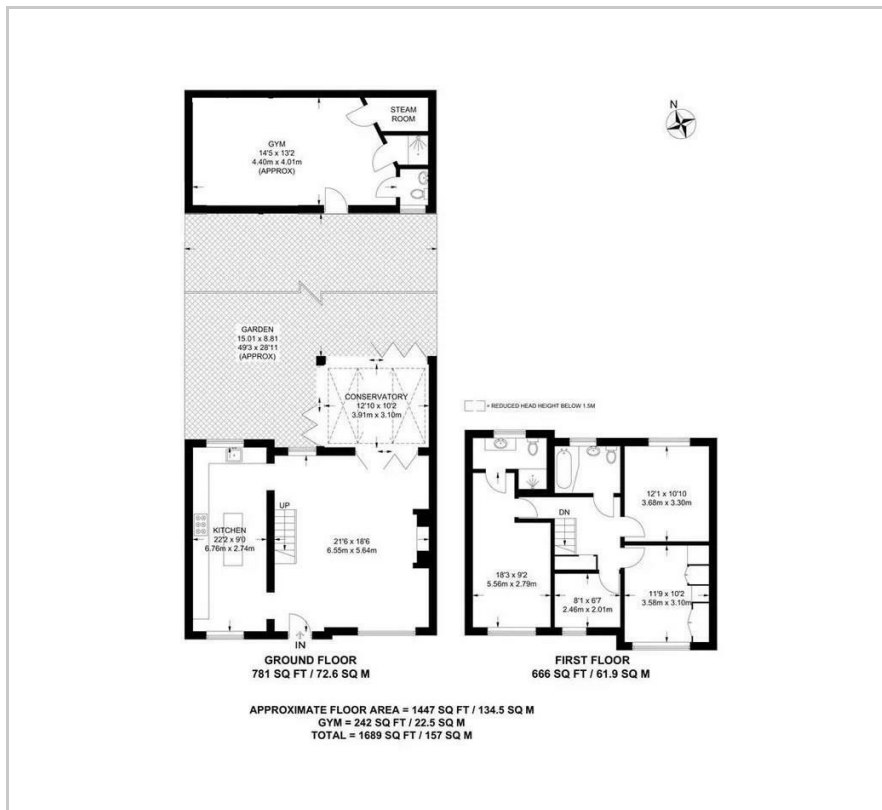 N
STEAM
ROOM
GYM
14'5 x 13'2
4.40m x 4.01m
(APPROX)
GARDEN
15.01 x 8.81
49'3 x 28'11
(APPROX)
CONSERVATORY
12'10 x 10'2
3.91m x 3.10m
= REDUCED HEAD HEIGHT BELOW 1.5M
KITCHEN
22'2 x 9'0
6.76m x 2.74m
UP
21'6 x 18'6
6.55m x 5.64m
IN
GROUND FLOOR
781 SQ FT / 72.6 SQ M
12'1 x 10'10
3.68m x 3.30m
DN
18'3 x 9'2
5.56m x 2.79m
8'1 x 6'7
2.46m x 2.01m
11'9 x 10'2
3.58m x 3.10m
FIRST FLOOR
666 SQ FT / 61.9 SQ M
APPROXIMATE FLOOR AREA = 1447 SQ FT / 134.5 SQ M
GYM = 242 SQ FT / 22.5 SQ M
TOTAL = 1689 SQ FT / 157 SQ M